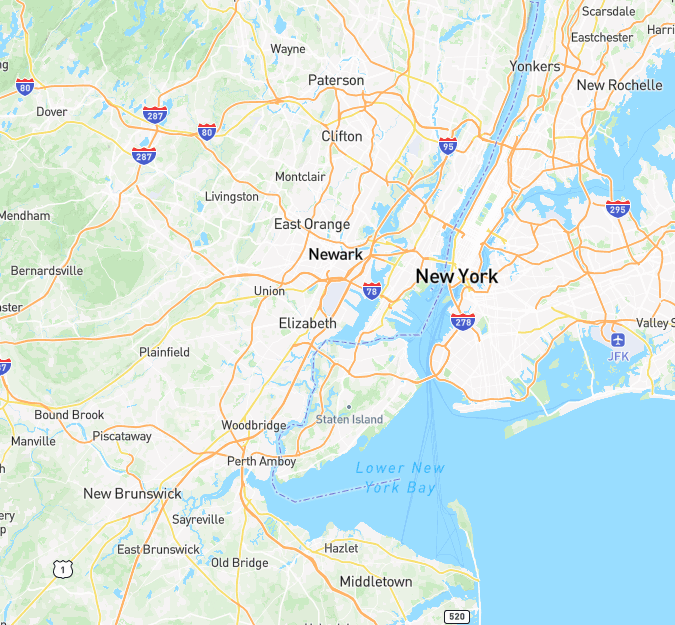 Scarsdale
Eastchester
Harri
Wayne
Yonkers
Paterson
New Rochelle
80
Dover
287
80
Clifton
95
287
Montclair
Livingston
295
Mendham
East Orange
Newark
Bernardsville
New York
Union
78
aster
Elizabeth
278
Valley S
JFK
Plainfield
87
Bound Brook
Staten Island
Woodbridge
Manville
Piscataway
Perth Amboy
Lower New
York Bay
New Brunswick
Sayreville
ery
p
East Brunswick
Hazlet
Old Bridge
1
Middletown
520